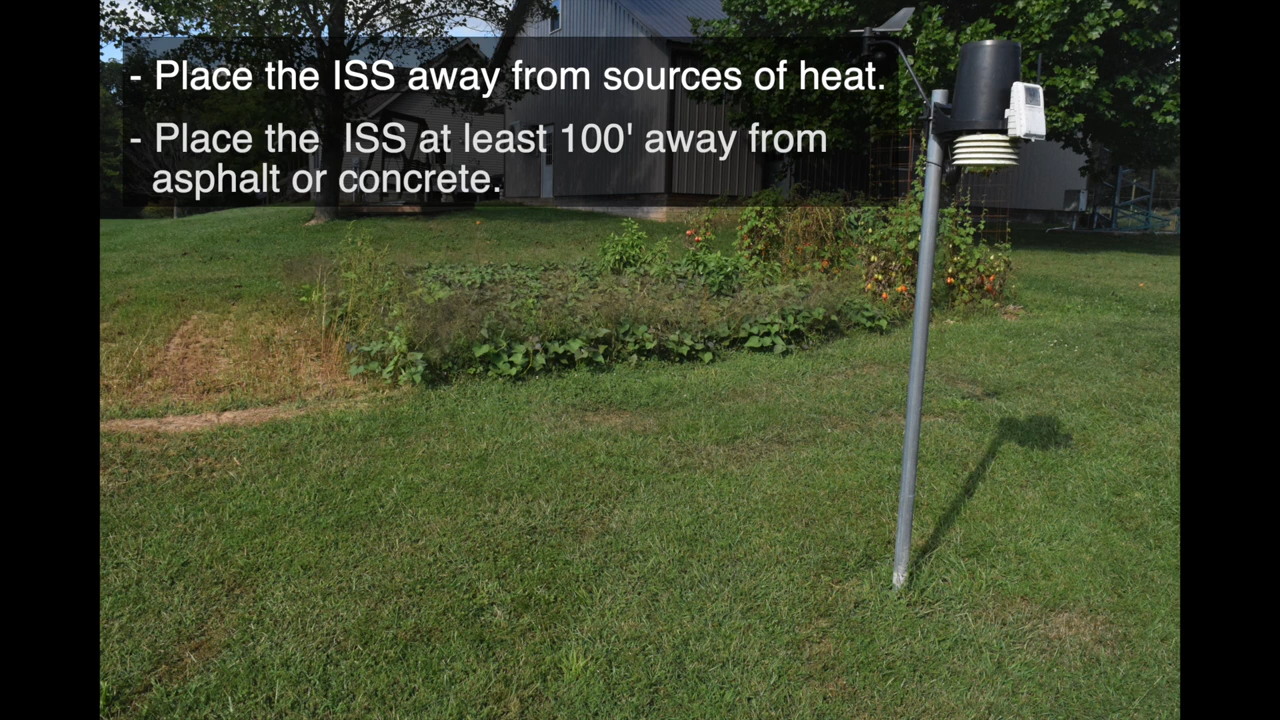 - Place the ISS away from sources of heat.
- Place the  ISS at least 100' away from
asphalt or concrete.